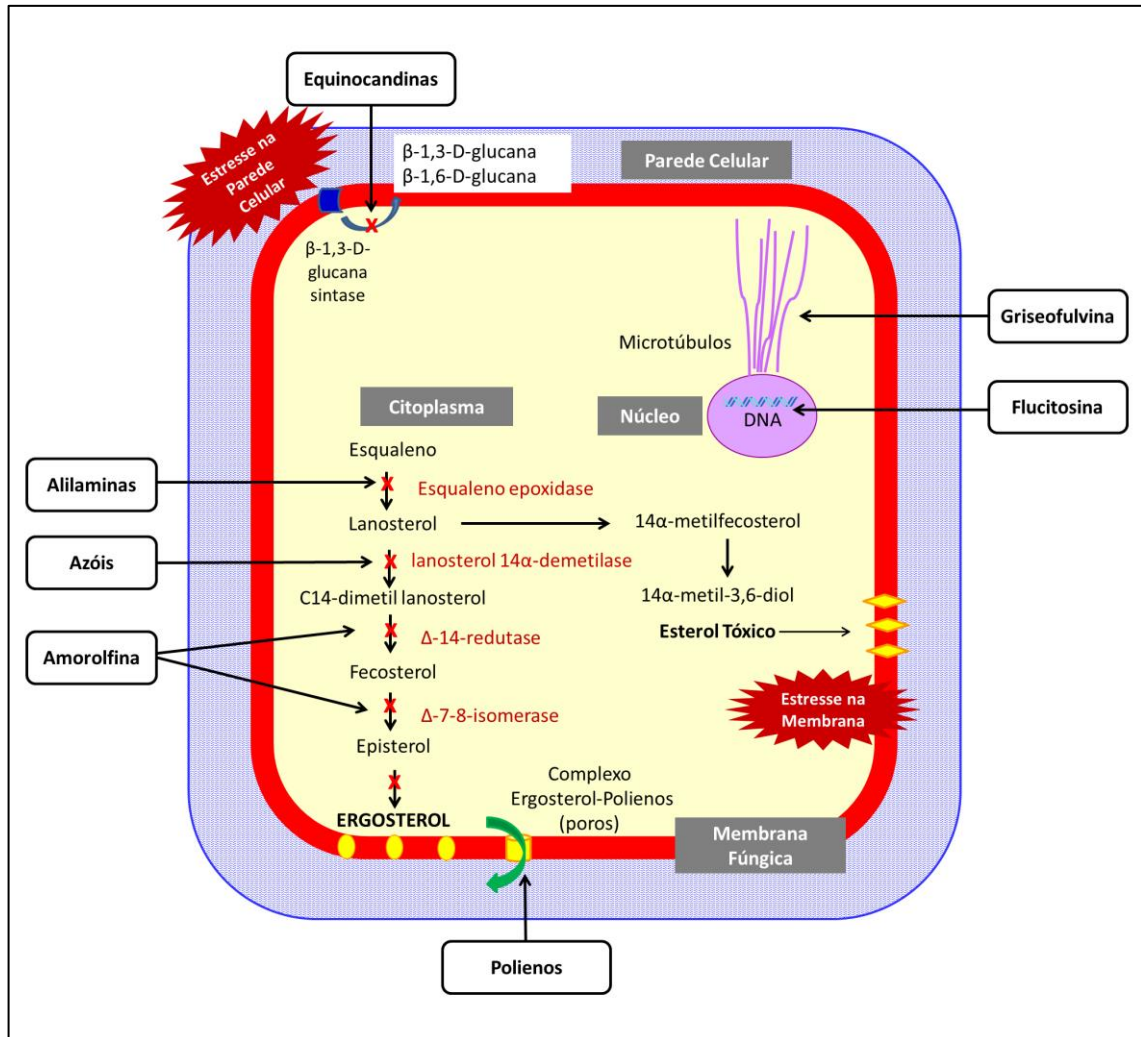 Equinocandinas
Estresse na
Parede
Celular
β-1,3-D-glucana
β-1,6-D-glucana
Parede Celular
β-1,3-D-
glucana
sintase
Microtúbulos
Griseofulvina
Citoplasma
Núcleo
DNA
Flucitosina
Esqualeno
Alilaminas
Esqualeno epoxidase
Lanosterol
14α-metilfecosterol
Azóis
lanosterol 14α-demetilase
C14-dimetil lanosterol
14α-metil-3,6-diol
Amorolfina
Δ-14-redutase
Esterol Tóxico
Fecosterol
Δ-7-8-isomerase
Estresse na
Membrana
Episterol
Complexo
Ergosterol-Polienos
(poros)
ERGOSTEROL
Membrana
Fúngica
Polienos